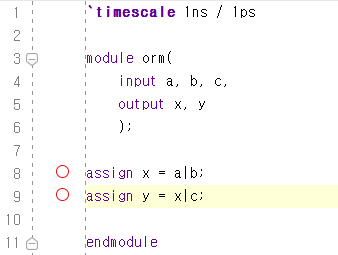 1 `timescale 1ns / 1ps
2
3 module orm(
4 input a, b, c,
5 output x, y
6 );
7
8 assign x = a|b;
9 assign y = x|c;
10
11 endmodule